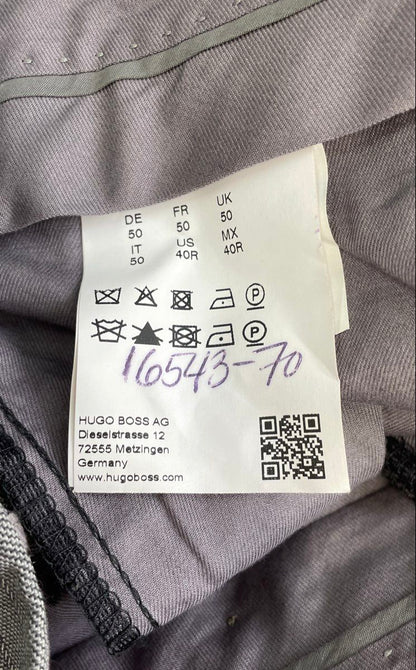 DE FR UK
50 50 50
IT US MX
50 40R 40R
P
P
16543-70
HUGO BOSS AG
Dieselstrasse 12
72555 Metzingen
Germany
www.hugoboss.com